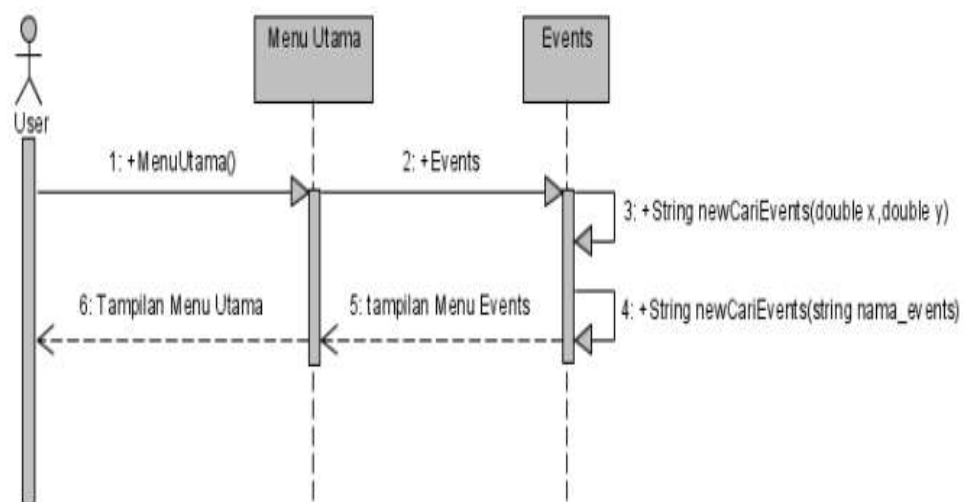 Menu Utama
Events
User
1: +MenuUtama()
2: +Events
3: +String newCariEvents(double x,double y)
6: Tampilan Menu Utama
5: tampilan Menu Events
4: +String newCariEvents(string nama_events)